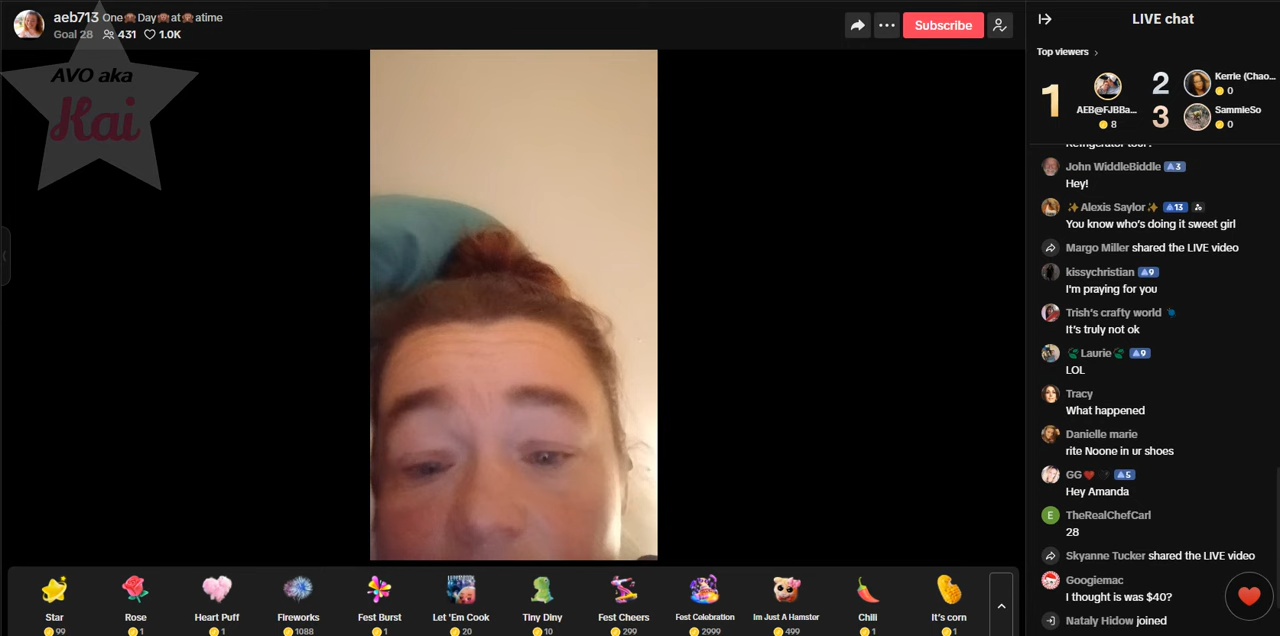 aeb713 One Day at atime
Goal 28 431 1.0K
Subscribe
AVO aka
Kai
LIVE chat
Top viewers
1
AEB@FJBBa...
8
2
Kerrie (Chao...
0
3
SammieSo
0
Refrigerator tour?
John WiddleBiddle 3
Hey!
Alexis Saylor 13
You know who's doing it sweet girl
Margo Miller shared the LIVE video
kissychristian 9
I'm praying for you
Trish's crafty world
It's truly not ok
Laurie 9
LOL
Tracy
What happened
Danielle marie
rite Noone in ur shoes
GG 5
Hey Amanda
E
TheRealChefCarl
28
Skyanne Tucker shared the LIVE video
Googiemac
I thought is was $40?
Nataly Hidow joined
Star
99
Rose
1
Heart Puff
1
Fireworks
1088
Fest Burst
1
Let 'Em Cook
20
Tiny Diny
10
Fest Cheers
299
Fest Celebration
2999
Im Just A Hamster
499
Chili
1
It's corn
1